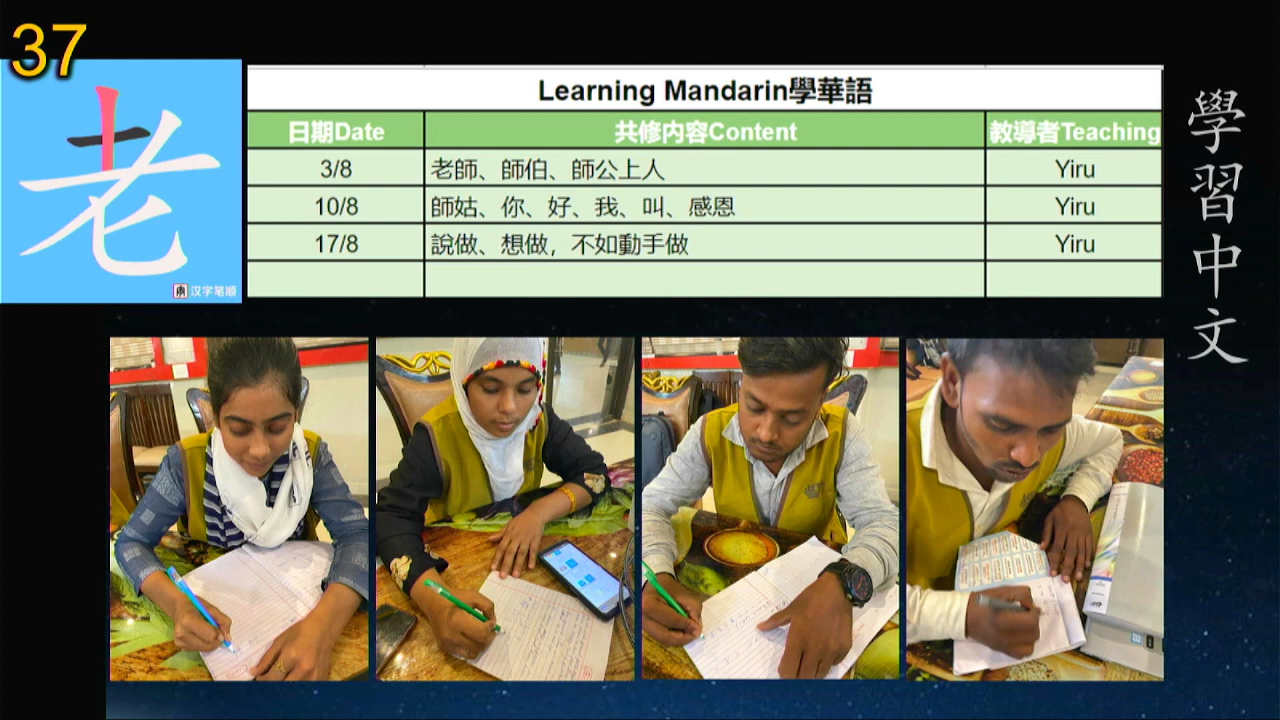 37
老
汉字笔顺
Learning Mandarin學華語
日期Date 共修內容Content 教導者Teaching
3/8 老師、師伯、師公上人 Yiru
10/8 師姑、你、好、我、叫、感恩 Yiru
17/8 說做、想做，不如動手做 Yiru
學習中文